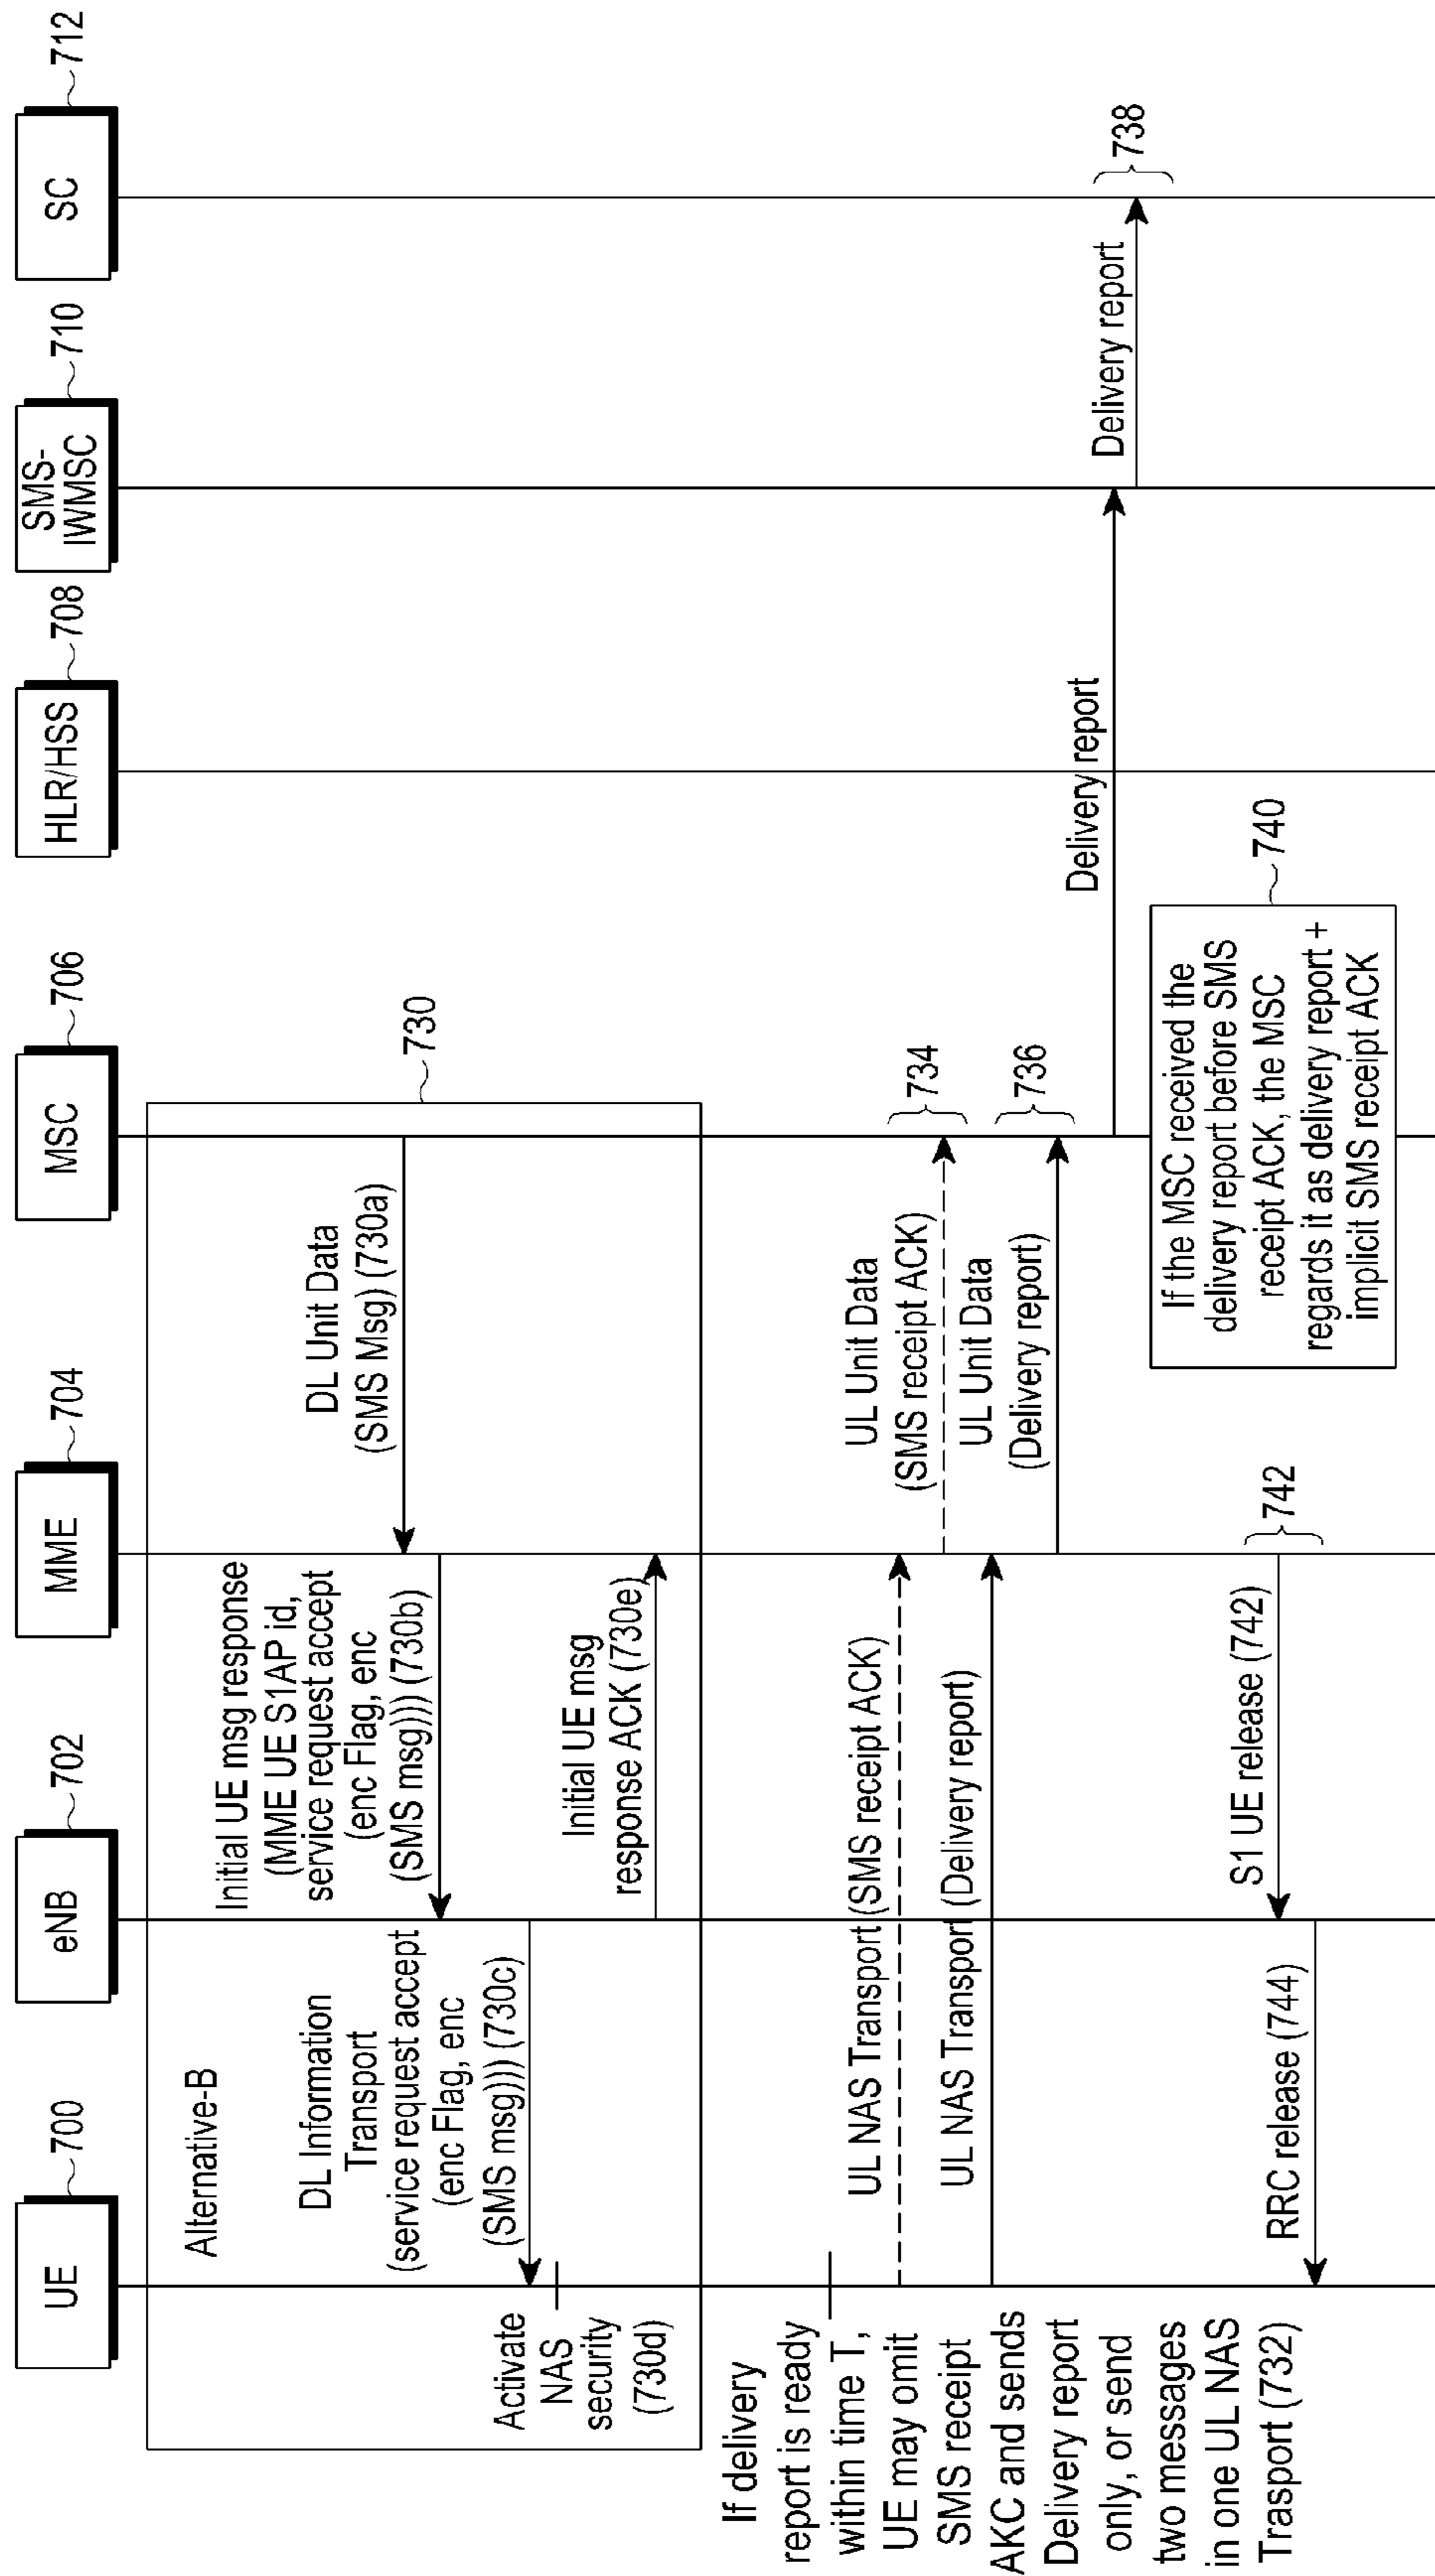 UE
700
eNB
702
MME
704
MSC
706
HLR/HSS
708
SMS-
IWMSC
710
SC
712
Alternative-B
730
DL Unit Data
(SMS Msg) (730a)
Initial UE msg response
(MME UE S1AP id,
service request accept
(enc Flag, enc
(SMS msg))) (730b)
DL Information
Transport
(service request accept
(enc Flag, enc
(SMS msg))) (730c)
Activate
NAS
security
(730d)
Initial UE msg
response ACK (730e)
If delivery
report is ready
within time T,
UE may omit
SMS receipt
AKC and sends
Delivery report
only, or send
two messages
in one UL NAS
Trasport (732)
UL NAS Transport (SMS receipt ACK)
UL Unit Data
(SMS receipt ACK)
734
UL NAS Transport (Delivery report)
UL Unit Data
(Delivery report)
736
Delivery report
Delivery report
738
If the MSC received the
delivery report before SMS
receipt ACK, the MSC
regards it as delivery report +
implicit SMS receipt ACK
740
S1 UE release (742)
742
RRC release (744)